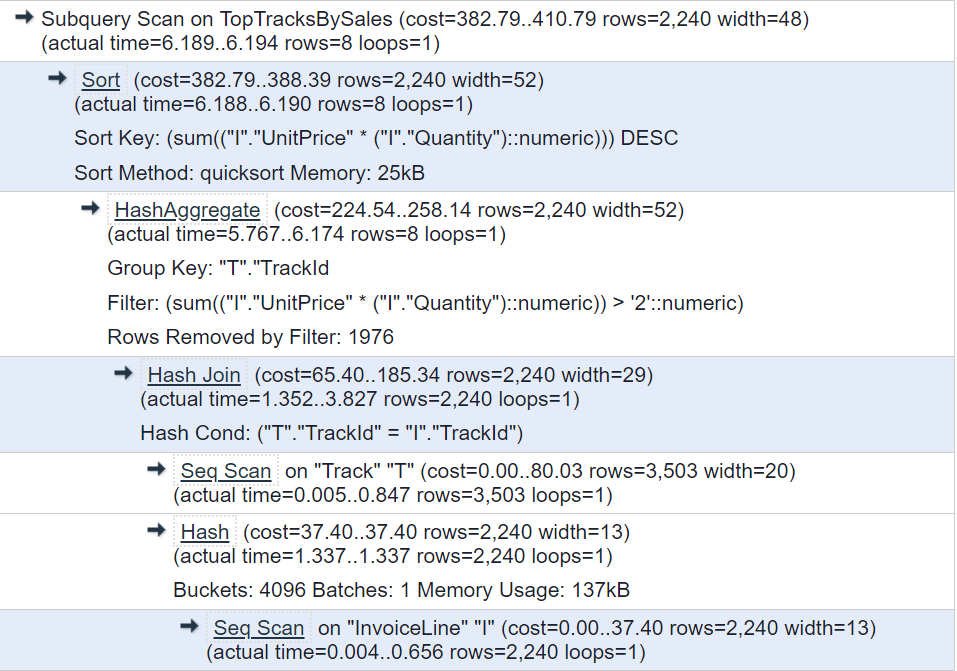 Subquery Scan on TopTracksBySales (cost=382.79..410.79 rows=2,240 width=48)
(actual time=6.189..6.194 rows=8 loops=1)
Sort (cost=382.79..388.39 rows=2,240 width=52)
(actual time=6.188..6.190 rows=8 loops=1)
Sort Key: (sum(("I"."UnitPrice" * ("I"."Quantity")::numeric))) DESC
Sort Method: quicksort Memory: 25kB
HashAggregate (cost=224.54..258.14 rows=2,240 width=52)
(actual time=5.767..6.174 rows=8 loops=1)
Group Key: "T"."TrackId
Filter: (sum(("I"."UnitPrice" * ("I"."Quantity")::numeric)) > '2'::numeric)
Rows Removed by Filter: 1976
Hash Join (cost=65.40..185.34 rows=2,240 width=29)
(actual time=1.352..3.827 rows=2,240 loops=1)
Hash Cond: ("T"."TrackId" = "I"."TrackId")
Seq Scan on "Track" "T" (cost=0.00..80.03 rows=3,503 width=20)
(actual time=0.005..0.847 rows=3,503 loops=1)
Hash (cost=37.40..37.40 rows=2,240 width=13)
(actual time=1.337..1.337 rows=2,240 loops=1)
Buckets: 4096 Batches: 1 Memory Usage: 137kB
Seq Scan on "InvoiceLine" "I" (cost=0.00..37.40 rows=2,240 width=13)
(actual time=0.004..0.656 rows=2,240 loops=1)